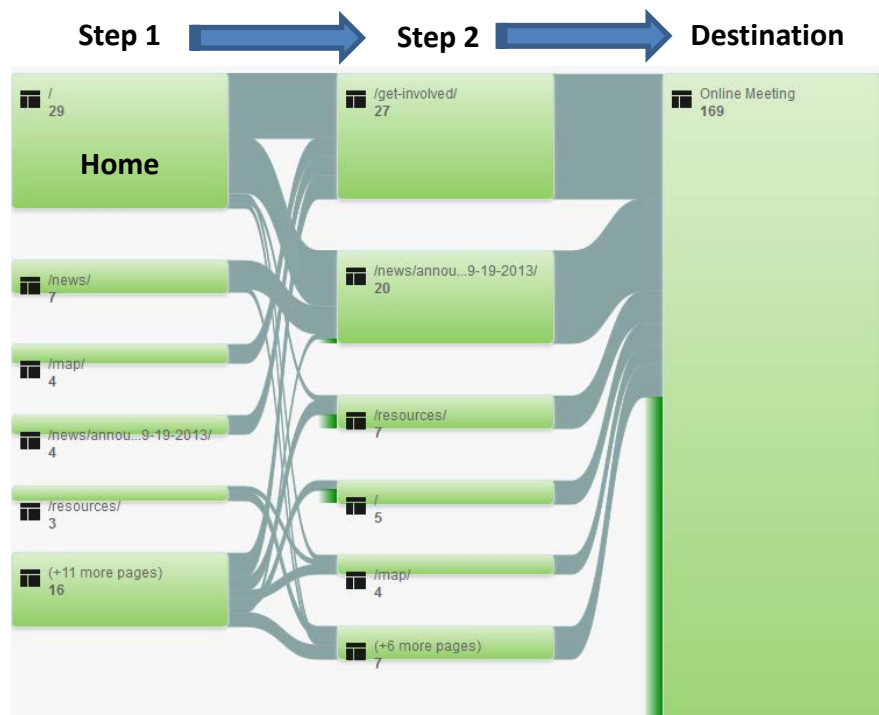 Step 1
Step 2
Destination
/
29
Home
/news/
7
/map/
4
/news/annou...9-19-2013/
4
/resources/
3
(+11 more pages)
16
/get-involved/
27
/news/annou...9-19-2013/
20
/resources/
7
/
5
/map/
4
(+6 more pages)
7
Online Meeting
169